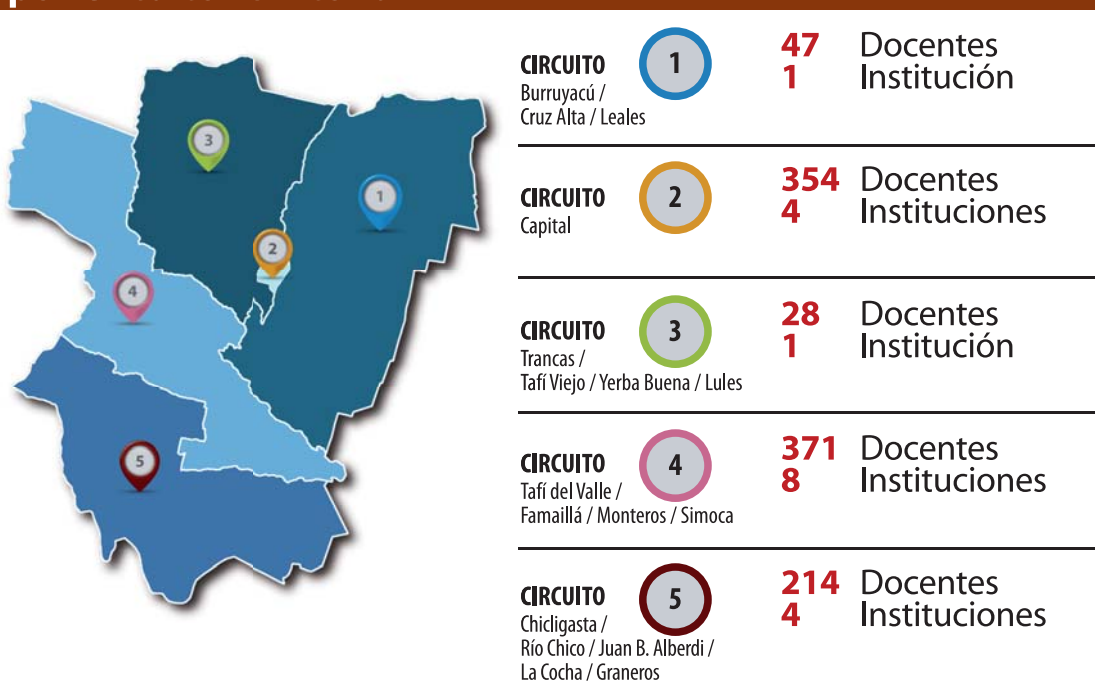 CIRCUITO
1
Burruyacú /
Cruz Alta / Leales
47 Docentes
1 Institución
CIRCUITO
2
Capital
354 Docentes
4 Instituciones
CIRCUITO
3
Trancas /
Tafí Viejo / Yerba Buena / Lules
28 Docentes
1 Institución
CIRCUITO
4
Tafí del Valle /
Famaillá / Monteros / Simoca
371 Docentes
8 Instituciones
CIRCUITO
5
Chicligasta /
Río Chico / Juan B. Alberdi /
La Cocha / Graneros
214 Docentes
4 Instituciones
3
1
2
4
5